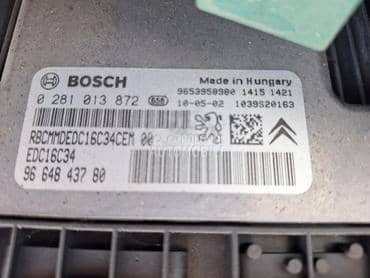 BOSCH
Made in Hungary
9653958980 1415 1421
0 281 013 872
10-05-02 1039S20163
RBCMMDEDC16C34CEM 00
EDC16C34
96 648 437 80